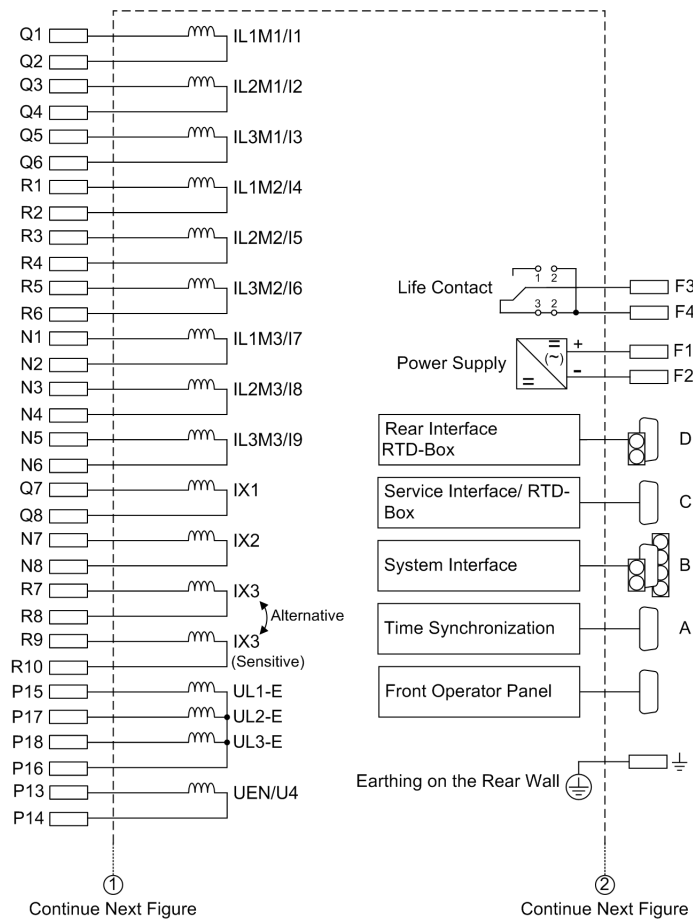 Q1
IL1M1/I1
Q2
Q3
IL2M1/I2
Q4
Q5
IL3M1/I3
Q6
R1
IL1M2/I4
R2
R3
IL2M2/I5
R4
R5
IL3M2/I6
R6
N1
IL1M3/I7
N2
N3
IL2M3/I8
N4
N5
IL3M3/I9
N6
Q7
IX1
Q8
N7
IX2
N8
R7
IX3
R8
Alternative
R9
IX3
(Sensitive)
R10
P15
UL1-E
P17
UL2-E
P18
UL3-E
P16
P13
UEN/U4
P14
1
Continue Next Figure
Life Contact
1 2
3 2
F3
F4
Power Supply
=
(~)
=
+
-
F1
F2
Rear Interface
RTD-Box
D
Service Interface/ RTD-
Box
C
System Interface
B
Time Synchronization
A
Front Operator Panel
Earthing on the Rear Wall
2
Continue Next Figure